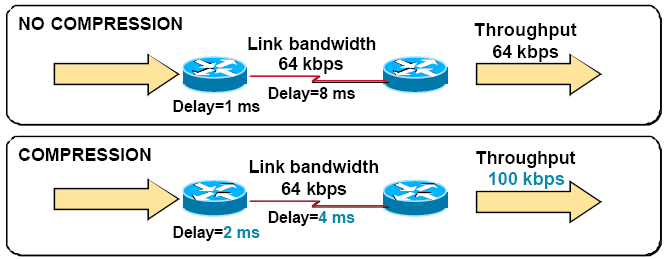 NO COMPRESSION
Link bandwidth
64 kbps
Delay=1 ms
Delay=8 ms
Throughput
64 kbps
COMPRESSION
Link bandwidth
64 kbps
Delay=2 ms
Delay=4 ms
Throughput
100 kbps